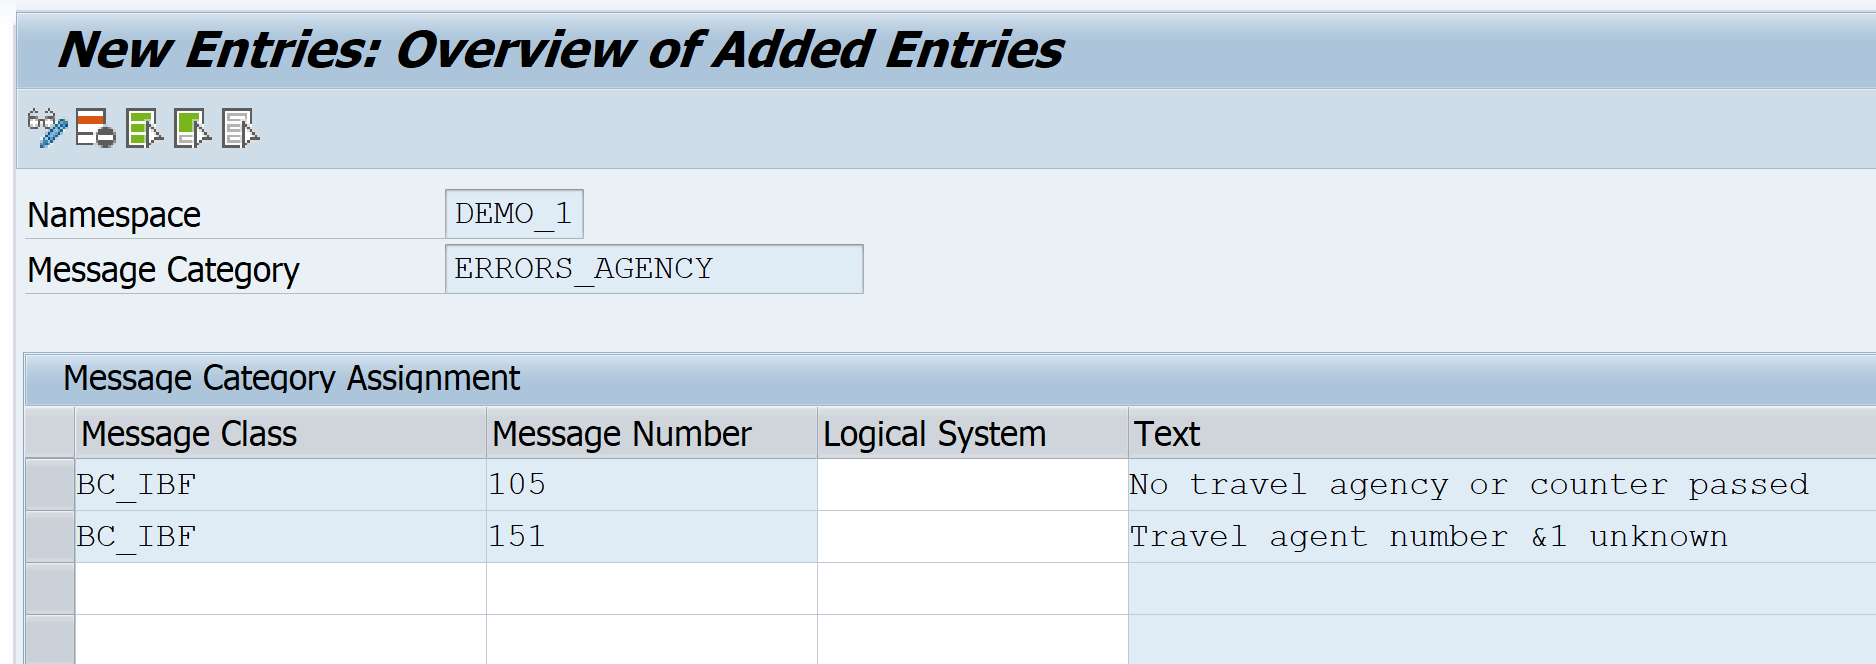 New Entries: Overview of Added Entries
Namespace DEMO_1
Message Category ERRORS_AGENCY
Message Category Assignment
Message Class Message Number Logical System Text
BC_IBF 105 No travel agency or counter passed
BC_IBF 151 Travel agent number &1 unknown